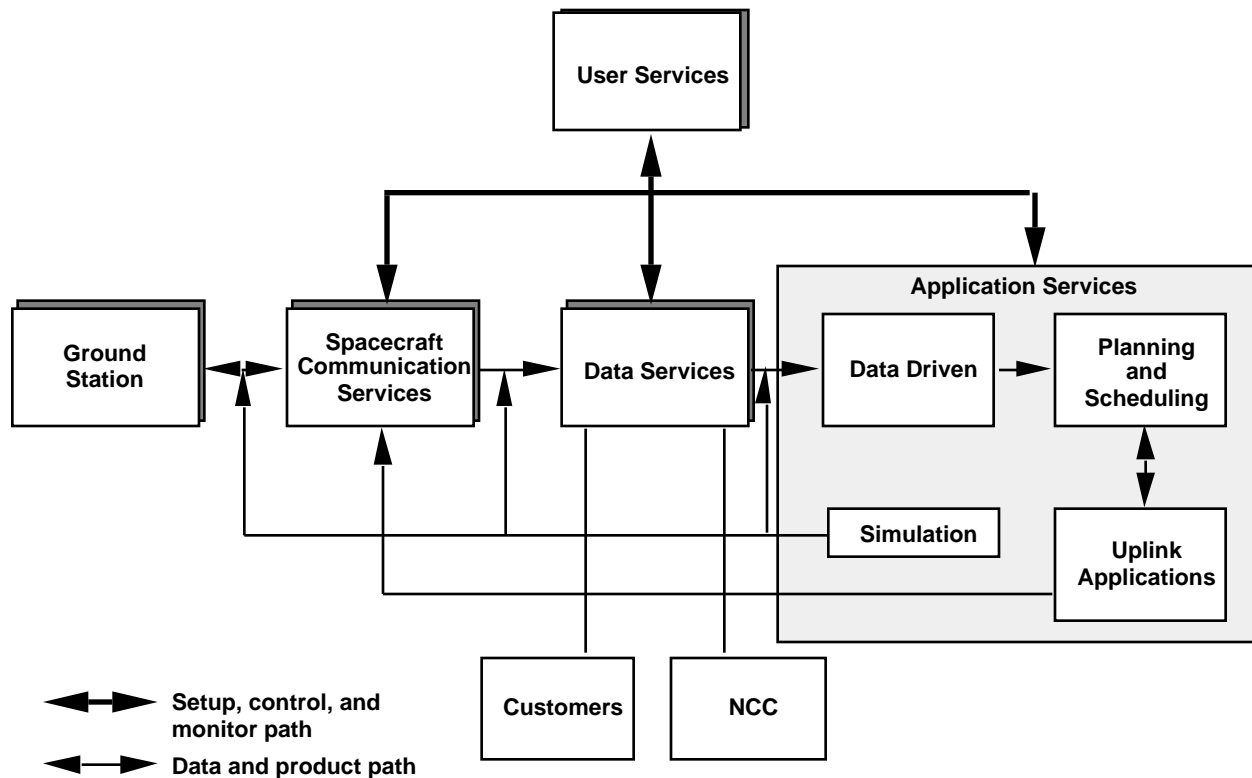 User Services
Application Services
Ground
Station
Spacecraft
Communication
Services
Data Services
Data Driven
Planning
and
Scheduling
Simulation
Uplink
Applications
Customers
NCC
Setup, control, and
monitor path
Data and product path